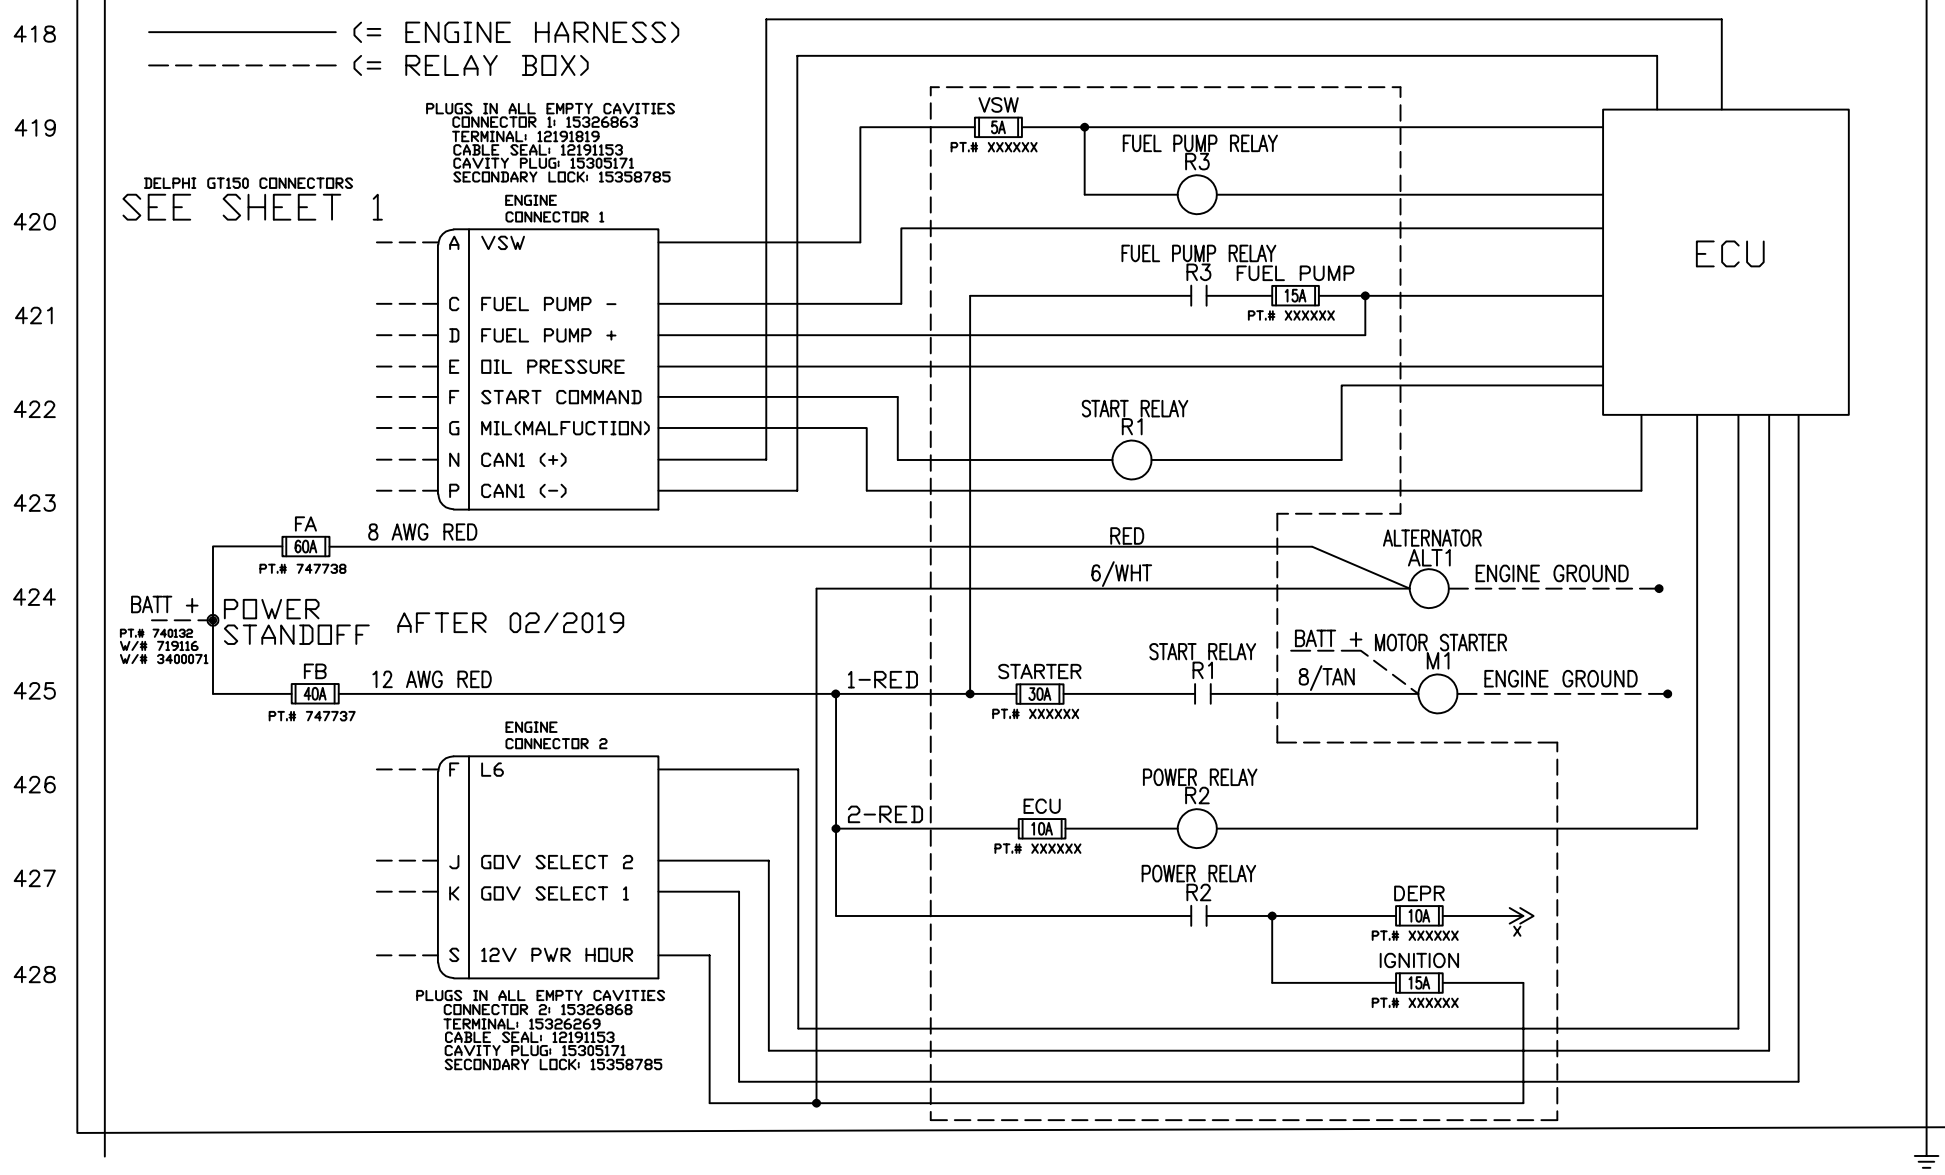 418
(= ENGINE HARNESS)
(= RELAY BOX)
PLUGS IN ALL EMPTY CAVITIES
CONNECTOR 1: 15326863
TERMINAL: 12191819
CABLE SEAL: 12191153
CAVITY PLUG: 15305171
SECONDARY LOCK: 15358785
419
VSW
5A
PT.# XXXXXX
FUEL PUMP RELAY
R3
DELPHI GT150 CONNECTORS
SEE SHEET 1
420
ENGINE
CONNECTOR 1
A VSW
C FUEL PUMP -
D FUEL PUMP +
E OIL PRESSURE
F START COMMAND
G MIL(MALFUCTION)
N CAN1 (+)
P CAN1 (-)
ECU
FUEL PUMP RELAY
R3
FUEL PUMP
15A
PT.# XXXXXX
421
422
START RELAY
R1
423
FA
60A
PT.# 747738
8 AWG RED
RED
ALTERNATOR
ALT1
6/WHT
ENGINE GROUND
424
BATT +
POWER
STANDOFF
AFTER 02/2019
PT.# 740132
W/# 719116
W/# 3400071
425
FB
40A
PT.# 747737
12 AWG RED
1-RED
STARTER
30A
PT.# XXXXXX
START RELAY
R1
BATT +
MOTOR STARTER
M1
8/TAN
ENGINE GROUND
ENGINE
CONNECTOR 2
426
F L6
J GOV SELECT 2
K GOV SELECT 1
S 12V PWR HOUR
2-RED
ECU
10A
PT.# XXXXXX
POWER RELAY
R2
427
POWER RELAY
R2
DEPR
10A
PT.# XXXXXX
X
428
IGNITION
15A
PT.# XXXXXX
PLUGS IN ALL EMPTY CAVITIES
CONNECTOR 2: 15326868
TERMINAL: 15326269
CABLE SEAL: 12191153
CAVITY PLUG: 15305171
SECONDARY LOCK: 15358785